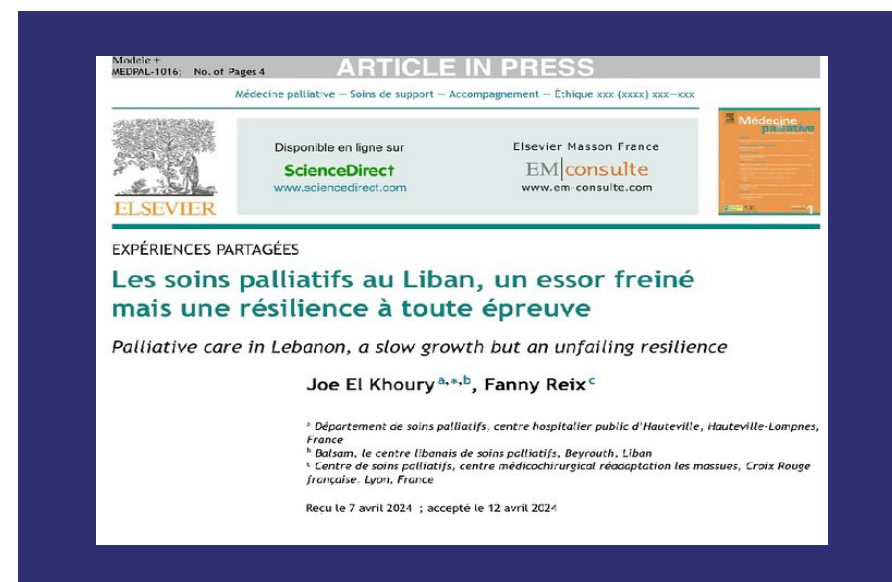 Modele +
MEDPAL-1016; No. of Pages 4
ARTICLE IN PRESS
Médecine palliative — Soins de support — Accompagnement — Éthique xxx (xxxx) xxx—xxx
Disponible en ligne sur
ScienceDirect
www.sciencedirect.com
Elsevier Masson France
EM|consulte
www.em-consulte.com
Médecine
palliative
1
ELSEVIER
EXPÉRIENCES PARTAGÉES
Les soins palliatifs au Liban, un essor freiné
mais une résilience à toute épreuve
Palliative care in Lebanon, a slow growth but an unfailing resilience
Joe El Khoury a,*,b, Fanny Reix c
a Département de soins palliatifs, centre hospitalier public d'Hauteville, Hauteville-Lompnes,
France
b Balsam, le centre libanais de soins palliatifs, Beyrouth, Liban
c Centre de soins palliatifs, centre médicochirurgical réadaptation les massues, Croix Rouge
française, Lyon, France
Reçu le 7 avril 2024 ; accepté le 12 avril 2024